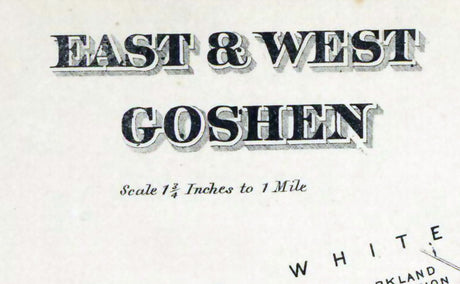 EAST & WEST
GOSHEN
Scale 1¾ Inches to 1 Mile
WHITE